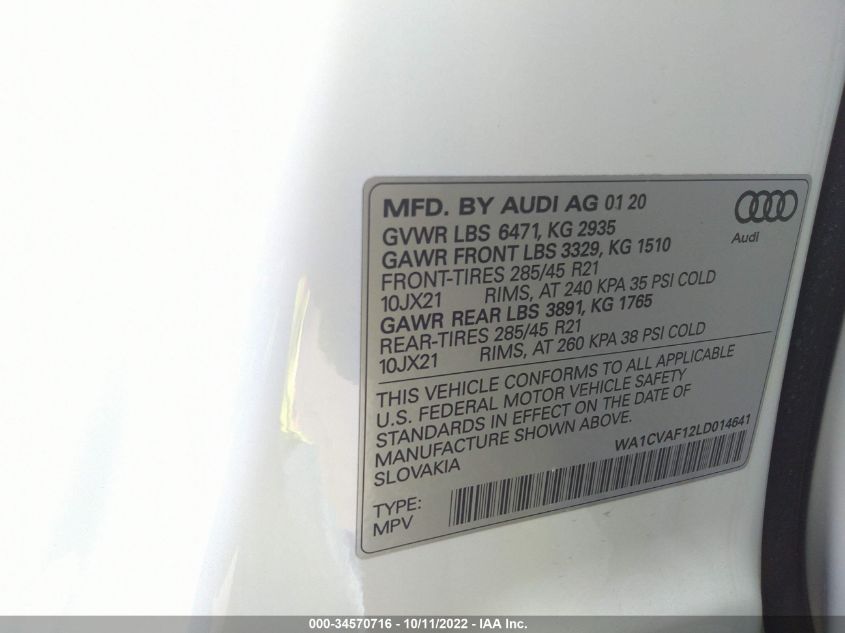 MFD. BY AUDI AG 01 20
Audi
GVWR LBS 6471, KG 2935
GAWR FRONT LBS 3329, KG 1510
FRONT-TIRES 285/45 R21
10JX21 RIMS, AT 240 KPA 35 PSI COLD
GAWR REAR LBS 3891, KG 1765
REAR-TIRES 285/45 R21
10JX21 RIMS, AT 260 KPA 38 PSI COLD
THIS VEHICLE CONFORMS TO ALL APPLICABLE
U.S. FEDERAL MOTOR VEHICLE SAFETY
STANDARDS IN EFFECT ON THE DATE OF
MANUFACTURE SHOWN ABOVE.
SLOVAKIA
WA1CVAF12LD014641
TYPE:
MPV
000-34570716 - 10/11/2022 - IAA Inc.